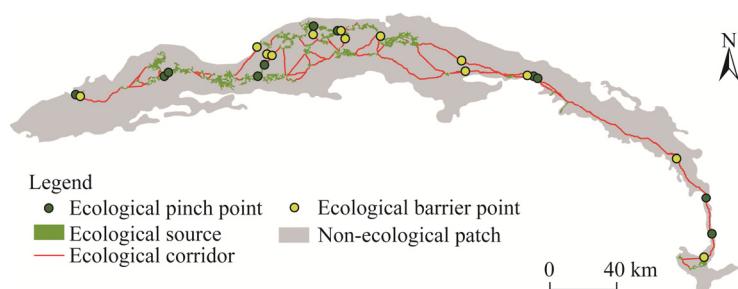 N
Legend
Ecological pinch point
Ecological barrier point
Ecological source
Non-ecological patch
Ecological corridor
0 40 km